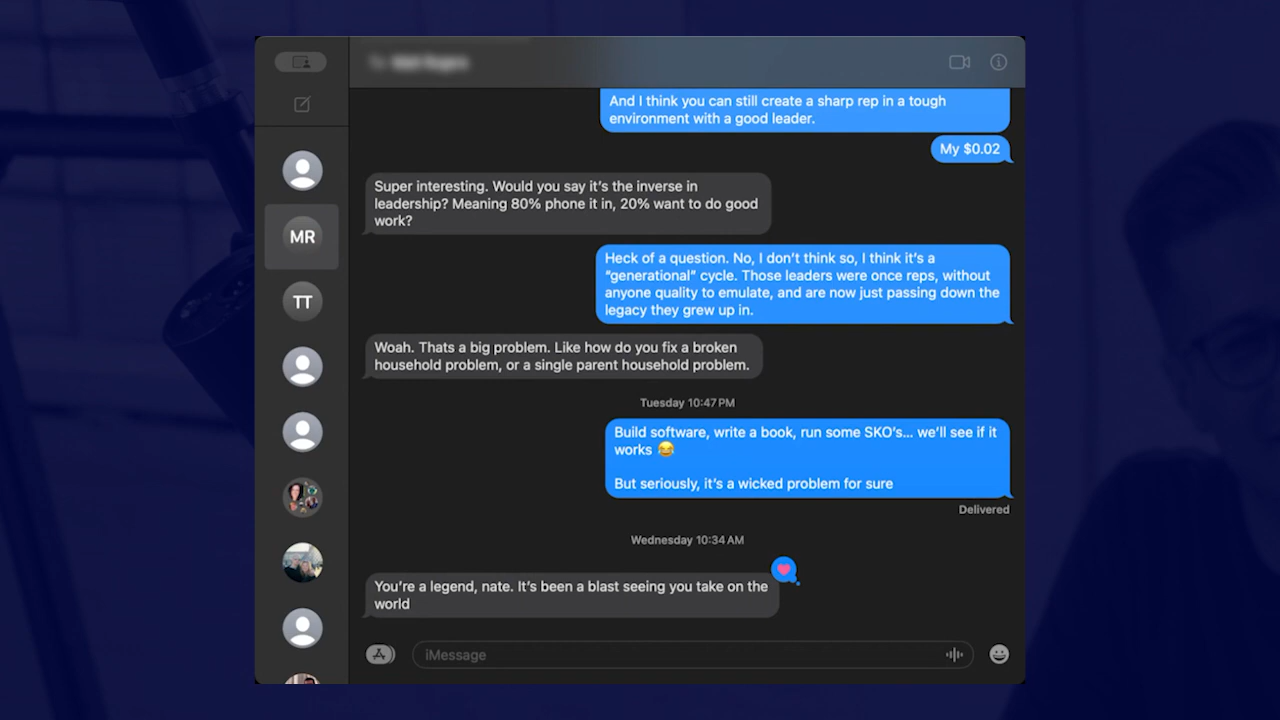 And I think you can still create a sharp rep in a tough
environment with a good leader.
My $0.02
Super interesting. Would you say it’s the inverse in
leadership? Meaning 80% phone it in, 20% want to do good
work?
MR
Heck of a question. No, I don’t think so, I think it’s a
“generational” cycle. Those leaders were once reps, without
anyone quality to emulate, and are now just passing down the
legacy they grew up in.
TT
Woah. Thats a big problem. Like how do you fix a broken
household problem, or a single parent household problem.
Tuesday 10:47 PM
Build software, write a book, run some SKO’s... we’ll see if it
works 😂
But seriously, it’s a wicked problem for sure
Delivered
Wednesday 10:34 AM
You’re a legend, nate. It’s been a blast seeing you take on the
world
iMessage